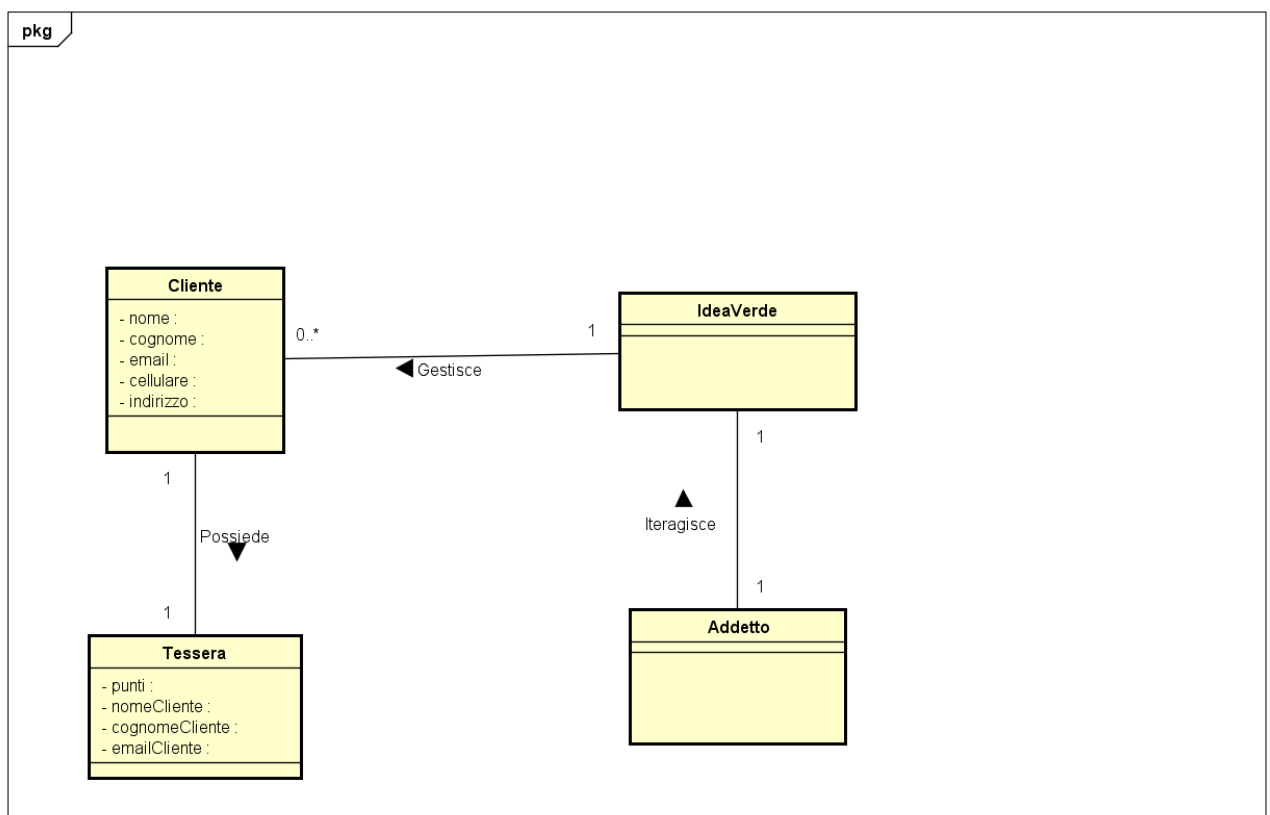 pkg
Cliente
- nome :
- cognome :
- email :
- cellulare :
- indirizzo :
0..*
1
Gestisce
IdeaVerde
1
Possiede
1
1
Iteragisce
1
Tessera
- punti :
- nomeCliente :
- cognomeCliente :
- emailCliente :
Addetto